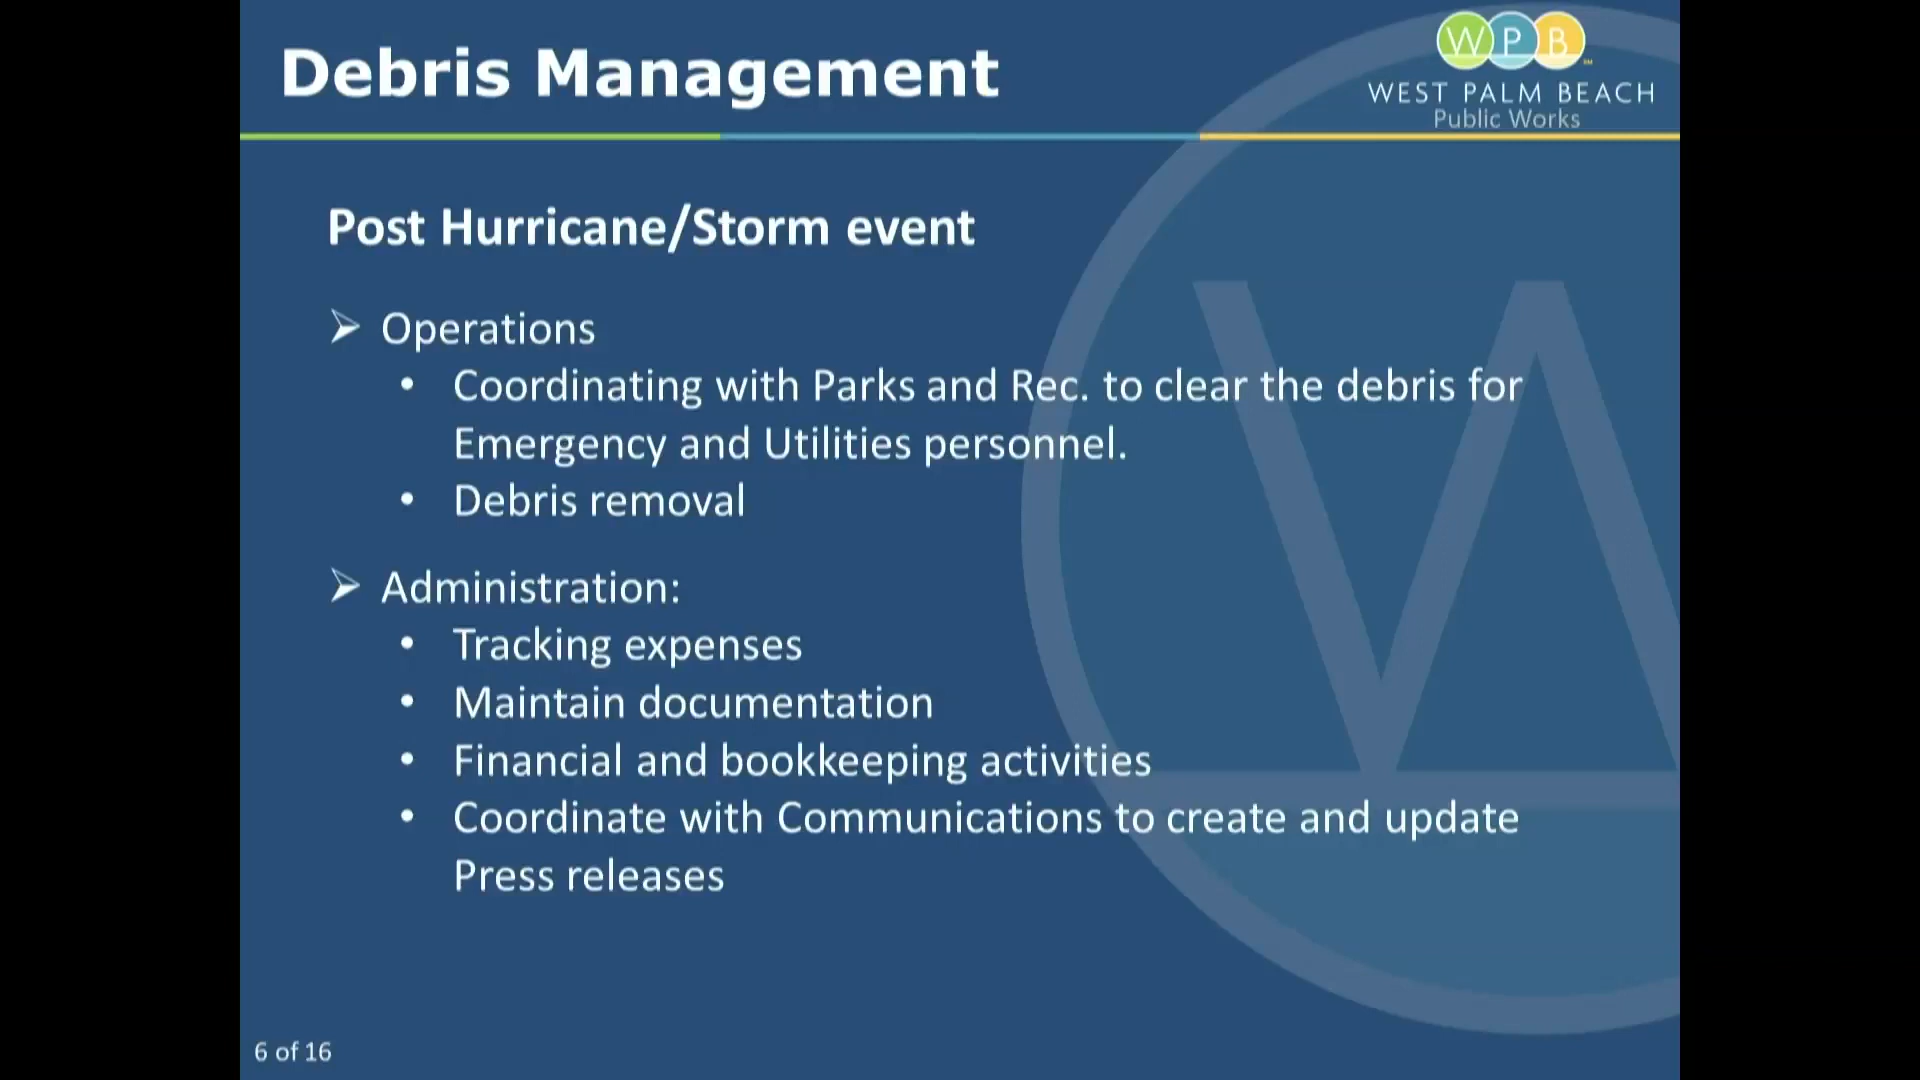 Debris Management
WPB
WEST PALM BEACH
Public Works
Post Hurricane/Storm event
➢ Operations
• Coordinating with Parks and Rec. to clear the debris for
Emergency and Utilities personnel.
• Debris removal
➢ Administration:
• Tracking expenses
• Maintain documentation
• Financial and bookkeeping activities
• Coordinate with Communications to create and update
Press releases
6 of 16